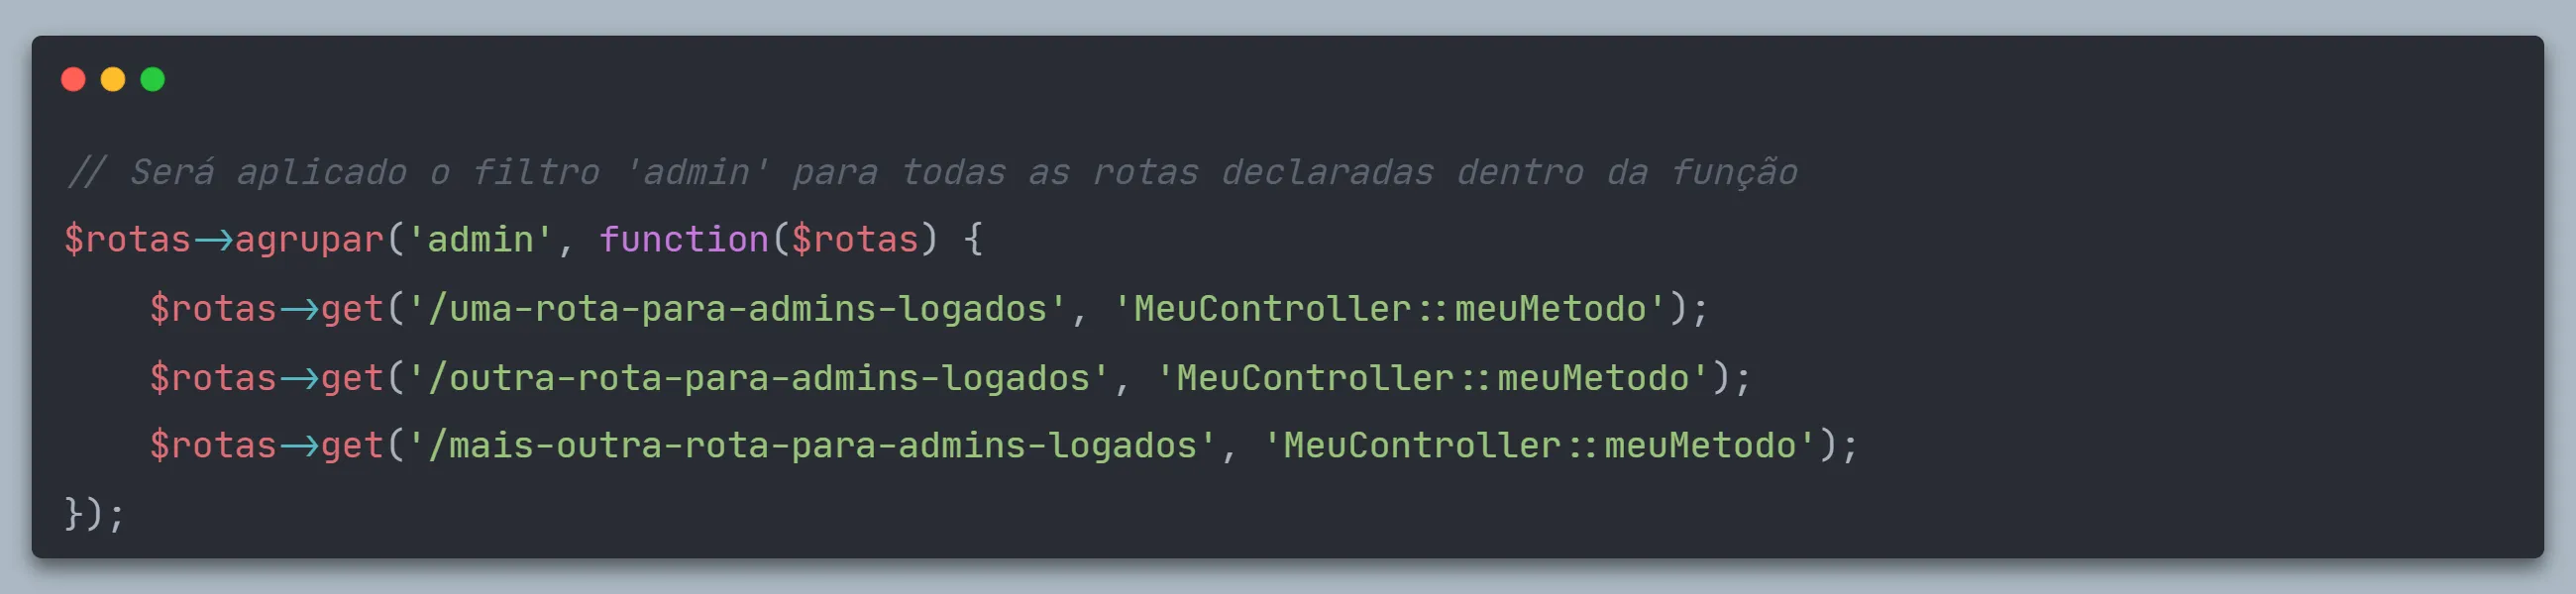 // Será aplicado o filtro 'admin' para todas as rotas declaradas dentro da função
$rotas->agrupar('admin', function($rotas) {
    $rotas->get('/uma-rota-para-admins-logados', 'MeuController::meuMetodo');
    $rotas->get('/outra-rota-para-admins-logados', 'MeuController::meuMetodo');
    $rotas->get('/mais-outra-rota-para-admins-logados', 'MeuController::meuMetodo');
});